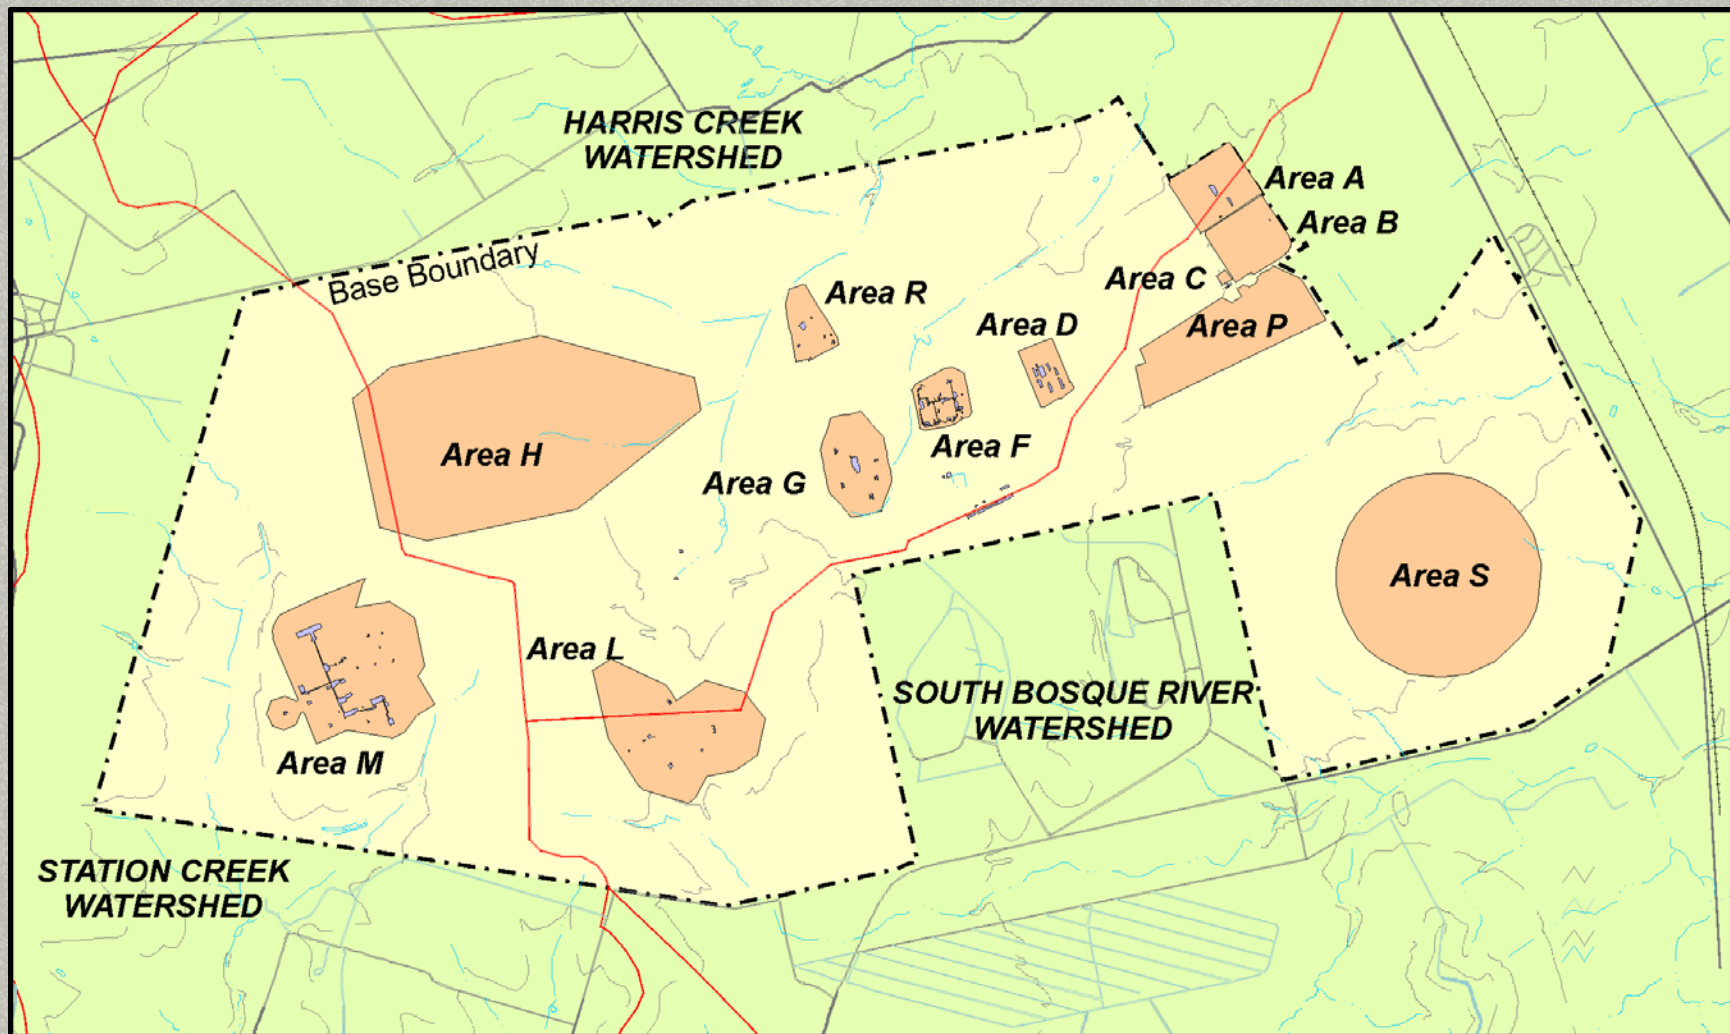 HARRIS CREEK
WATERSHED
Area A
Area B
Base Boundary
Area C
Area R
Area D
Area P
Area H
Area F
Area G
Area S
Area L
SOUTH BOSQUE RIVER
WATERSHED
Area M
STATION CREEK
WATERSHED